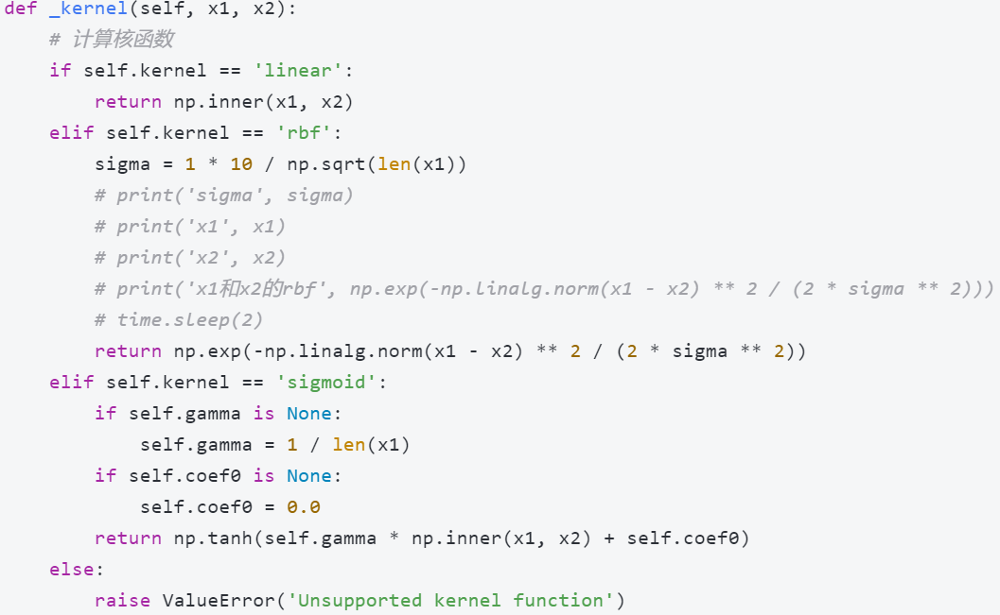 def _kernel(self, x1, x2):
    # 计算核函数
    if self.kernel == 'linear':
        return np.inner(x1, x2)
    elif self.kernel == 'rbf':
        sigma = 1 * 10 / np.sqrt(len(x1))
        # print('sigma', sigma)
        # print('x1', x1)
        # print('x2', x2)
        # print('x1和x2的rbf', np.exp(-np.linalg.norm(x1 - x2) ** 2 / (2 * sigma ** 2)))
        # time.sleep(2)
        return np.exp(-np.linalg.norm(x1 - x2) ** 2 / (2 * sigma ** 2))
    elif self.kernel == 'sigmoid':
        if self.gamma is None:
            self.gamma = 1 / len(x1)
        if self.coef0 is None:
            self.coef0 = 0.0
        return np.tanh(self.gamma * np.inner(x1, x2) + self.coef0)
    else:
        raise ValueError('Unsupported kernel function')